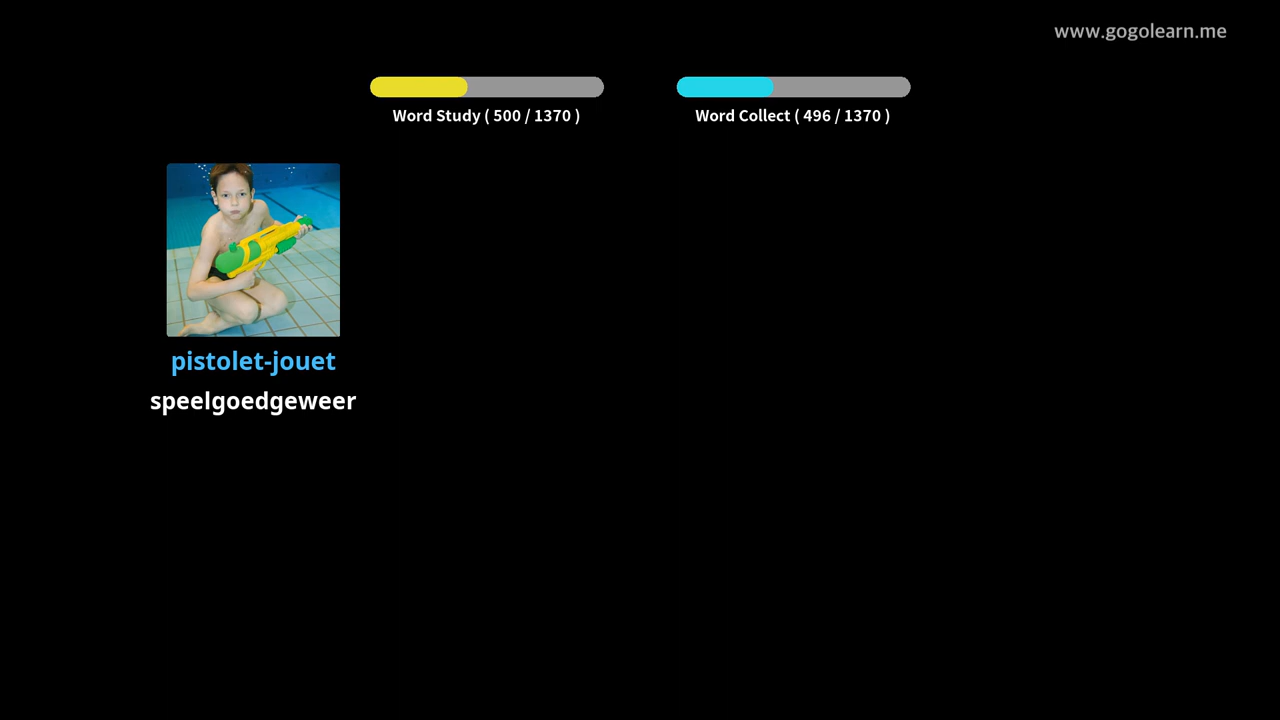 www.gogolearn.me
Word Study ( 500 / 1370 )
Word Collect ( 496 / 1370 )
pistolet-jouet
speelgoedgeweer